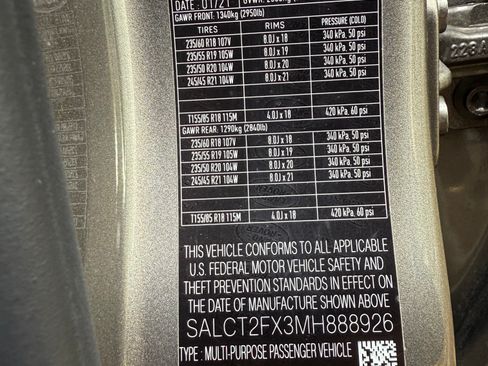 DATE: 01/21
GAWR FRONT: 1340kg (2950lb)
TIRES RIMS PRESSURE (COLD)
235/60 R18 107V 8.0J x 18 340 kPa, 50 psi
235/55 R19 105W 8.0J x 19 340 kPa, 50 psi
235/50 R20 104W 8.0J x 20 340 kPa, 50 psi
245/45 R21 104W 8.0J x 21 340 kPa, 50 psi
T155/85 R18 115M 4.0J x 18 420 kPa, 60 psi
GAWR REAR: 1290kg (2840lb)
235/60 R18 107V 8.0J x 18 340 kPa, 50 psi
235/55 R19 105W 8.0J x 19 340 kPa, 50 psi
235/50 R20 104W 8.0J x 20 340 kPa, 50 psi
245/45 R21 104W 8.0J x 21 340 kPa, 50 psi
T155/85 R18 115M 4.0J x 18 420 kPa, 60 psi
THIS VEHICLE CONFORMS TO ALL APPLICABLE
U.S. FEDERAL MOTOR VEHICLE SAFETY AND
THEFT PREVENTION STANDARDS IN EFFECT ON
THE DATE OF MANUFACTURE SHOWN ABOVE
SALCT2FX3MH888926
TYPE : MULTI-PURPOSE PASSENGER VEHICLE